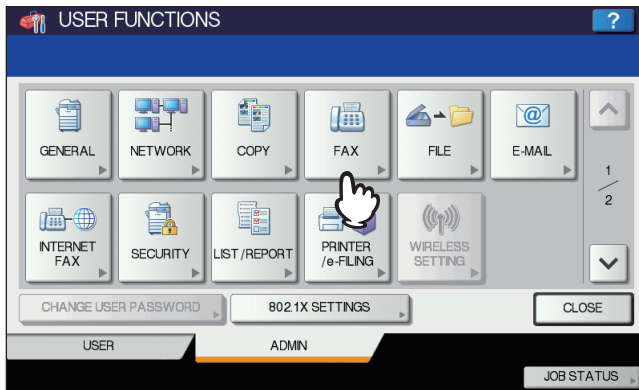 USER FUNCTIONS
?
GENERAL
NETWORK
COPY
FAX
FILE
E-MAIL
1
/
2
INTERNET
FAX
SECURITY
LIST/REPORT
PRINTER
/e-FILING
WIRELESS
SETTING
CHANGE USER PASSWORD
802.1X SETTINGS
CLOSE
USER
ADMIN
JOB STATUS